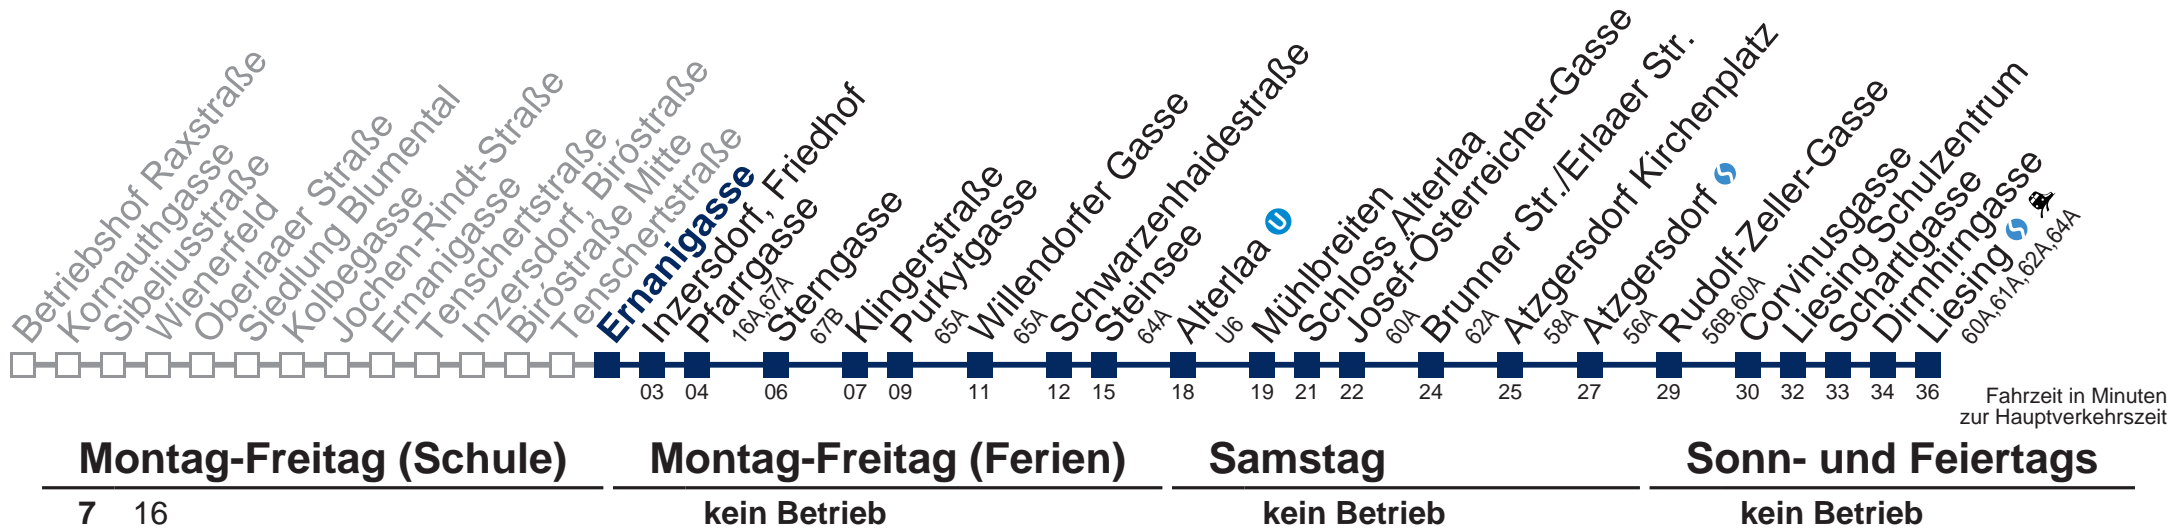 Betriebshof Raxstraße
Kornauthgasse
Sibeliusstraße
Wienerfeld
Oberlaaer Straße
Siedlung Blumental
Kolbegasse
Jochen-Rindt-Straße
Ernanigasse
Tenschertstraße
Inzersdorf, Biróstraße
Biróstraße Mitte
Tenschertstraße
Ernanigasse
Inzersdorf, Friedhof
Pfarrgasse
16A,67A
Sterngasse
67B
Klingerstraße
Purkytgasse
65A
Willendorfer Gasse
65A
Schwarzenhaidestraße
Steinsee
64A
Alterlaa U
U6
Mühlbreiten
Schloss Alterlaa
Josef-Österreicher-Gasse
60A
Brunner Str./Erlaaer Str.
62A
Atzgersdorf Kirchenplatz
58A
Atzgersdorf
56A
Rudolf-Zeller-Gasse
56B,60A
Corvinusgasse
Liesing Schulzentrum
Schartlgasse
Dirmhirngasse
Liesing
60A,61A,62A,64A
03 04 06 07 09 11 12 15 18 19 21 22 24 25 27 29 30 32 33 34 36
Fahrzeit in Minuten
zur Hauptverkehrszeit
Montag-Freitag (Schule) Montag-Freitag (Ferien) Samstag Sonn- und Feiertags
7 16 kein Betrieb kein Betrieb kein Betrieb